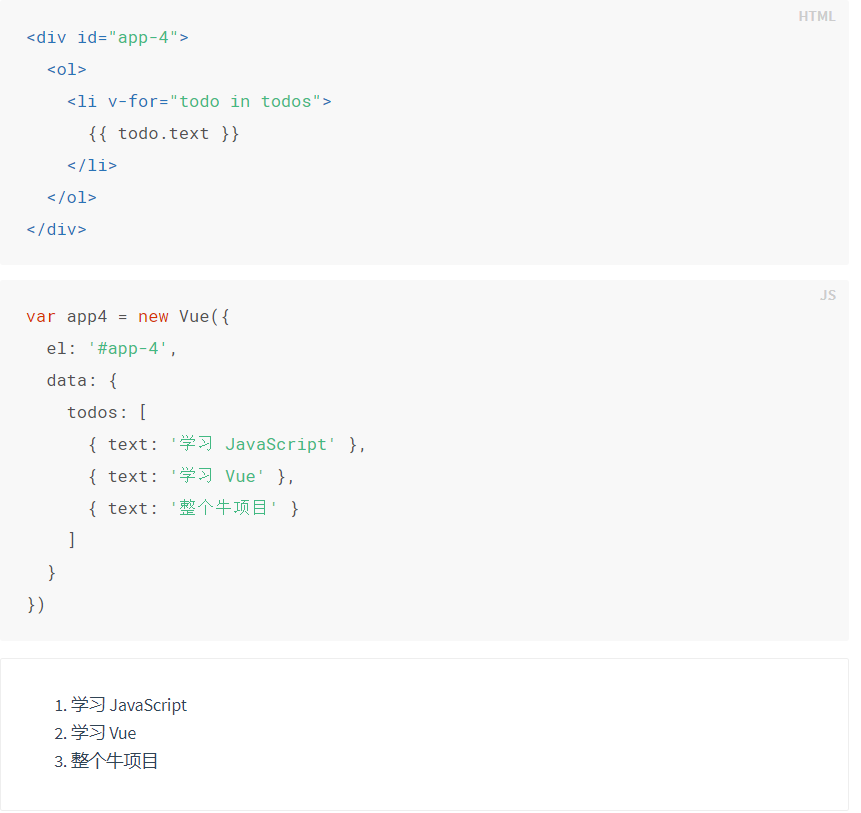 HTML
<div id="app-4">
  <ol>
    <li v-for="todo in todos">
      {{ todo.text }}
    </li>
  </ol>
</div>
JS
var app4 = new Vue({
  el: '#app-4',
  data: {
    todos: [
      { text: '学习 JavaScript' },
      { text: '学习 Vue' },
      { text: '整个牛项目' }
    ]
  }
})
1. 学习 JavaScript
2. 学习 Vue
3. 整个牛项目